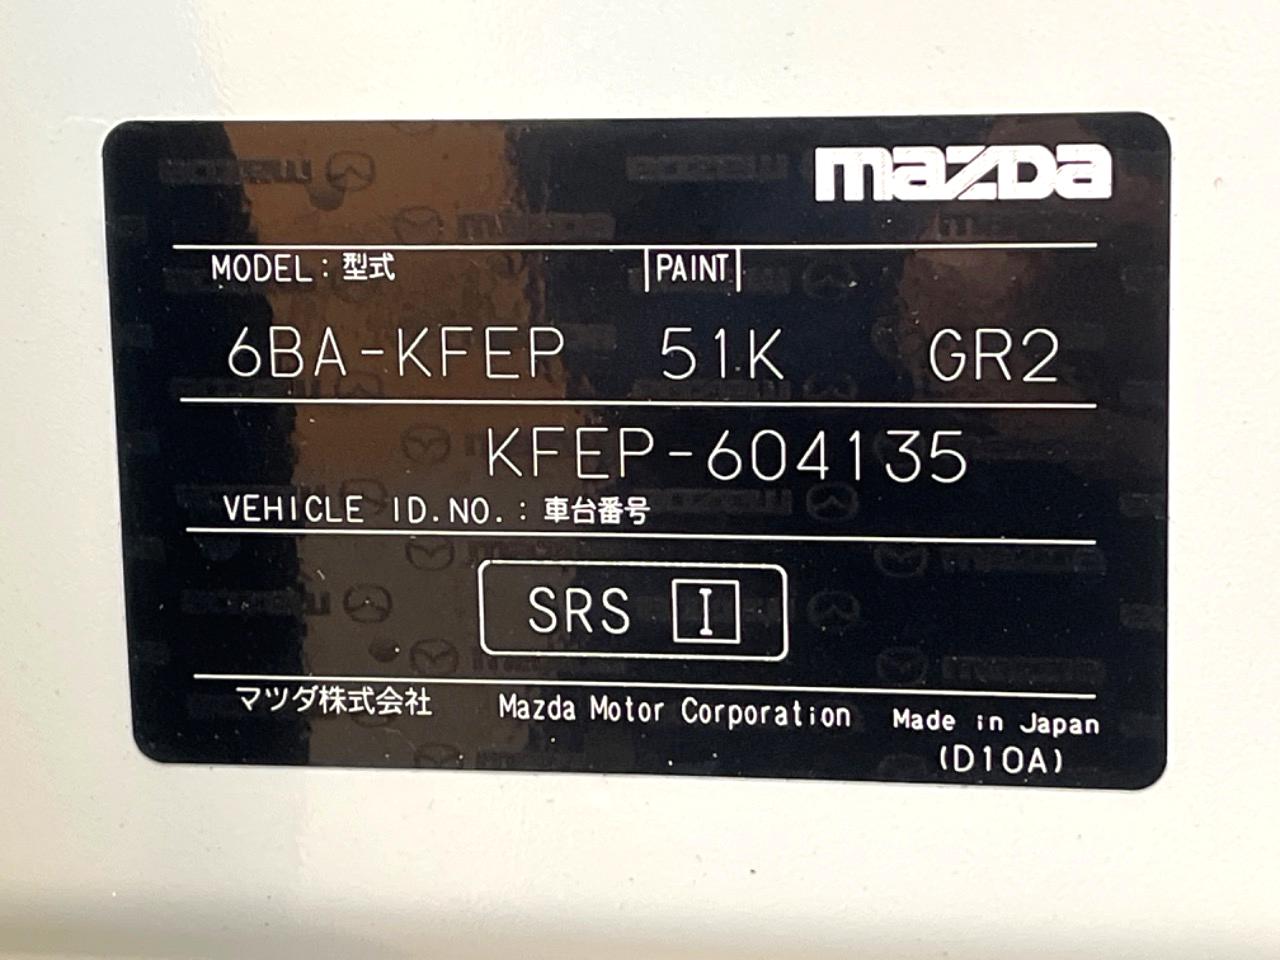 mazda
MODEL : 型式 PAINT
6BA-KFEP 51K GR2
KFEP-604135
VEHICLE ID.NO. : 車台番号
SRS I
マツダ株式会社 Mazda Motor Corporation Made in Japan
(D10A)